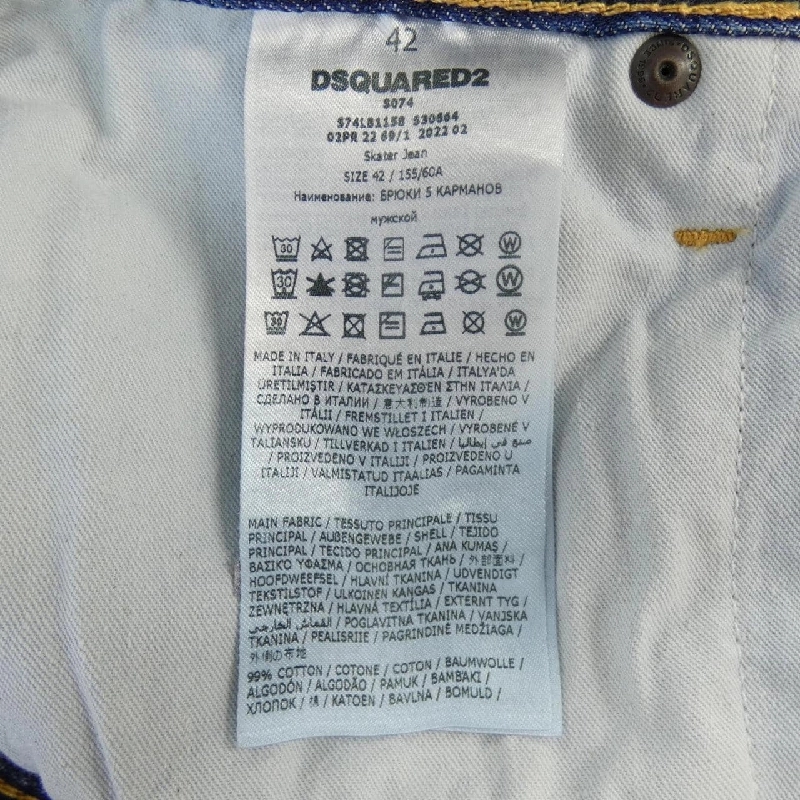 42
DSQUARED2
S074
S74LB1158 S30664
02PR 22 69/1 2022 02
Skater Jean
SIZE 42 / 155/60A
Наименование: БРЮКИ 5 КАРМАНОВ
мужской
30 W
30 W
30 W
MADE IN ITALY / FABRIQUÉ EN ITALIE / HECHO EN
ITALIA / FABRICADO EM ITÁLIA / ITALYA'DA
ÜRETILMIŞTIR / ΚΑΤΑΣΚΕΥΑΣΘΕΝ ΣΤΗΝ ΙΤΑΛΙΑ /
СДЕЛАНО В ИТАЛИИ / 意大利制造 / VYROBENO V
ITÁLII / FREMSTILLET I ITALIEN /
WYPRODUKOWANO WE WŁOSZECH / VYROBENÉ V
TALIANSKU / TILLVERKAD I ITALIEN / صنع في إيطاليا
/ PROIZVEDENO V ITALIJI / PROIZVEDENO U
ITALIJI / VALMISTATUD ITAALIAS / PAGAMINTA
ITALIJOJE
MAIN FABRIC / TESSUTO PRINCIPALE / TISSU
PRINCIPAL / AUßENGEWEBE / SHELL / TEJIDO
PRINCIPAL / TECIDO PRINCIPAL / ANA KUMAŞ /
ΒΑΣΙΚΟ ΥΦΑΣΜΑ / ОСНОВНАЯ ТКАНЬ / 外部面料 /
HOOFDWEEFSEL / HLAVNÍ TKANINA / UDVENDIGT
TEKSTILSTOF / ULKOINEN KANGAS / TKANINA
ZEWNĘTRZNA / HLAVNÁ TEXTÍLIA / EXTERNT TYG /
القماش الخارجي / POGLAVITNA TKANINA / VANJSKA
TKANINA / PEALISRIIE / PAGRINDINĖ MEDŽIAGA /
外側の布地
99% COTTON / COTONE / COTON / BAUMWOLLE /
ALGODÓN / ALGODÃO / PAMUK / ΒΑΜΒΑΚΙ /
ХЛОПОК / 棉 / KATOEN / BAVLNA / BOMULD /